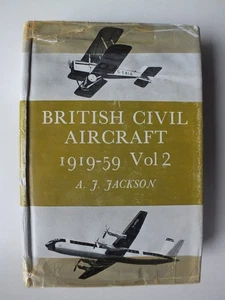 BRITISH CIVIL
AIRCRAFT
1919-59 Vol 2
A. J. JACKSON